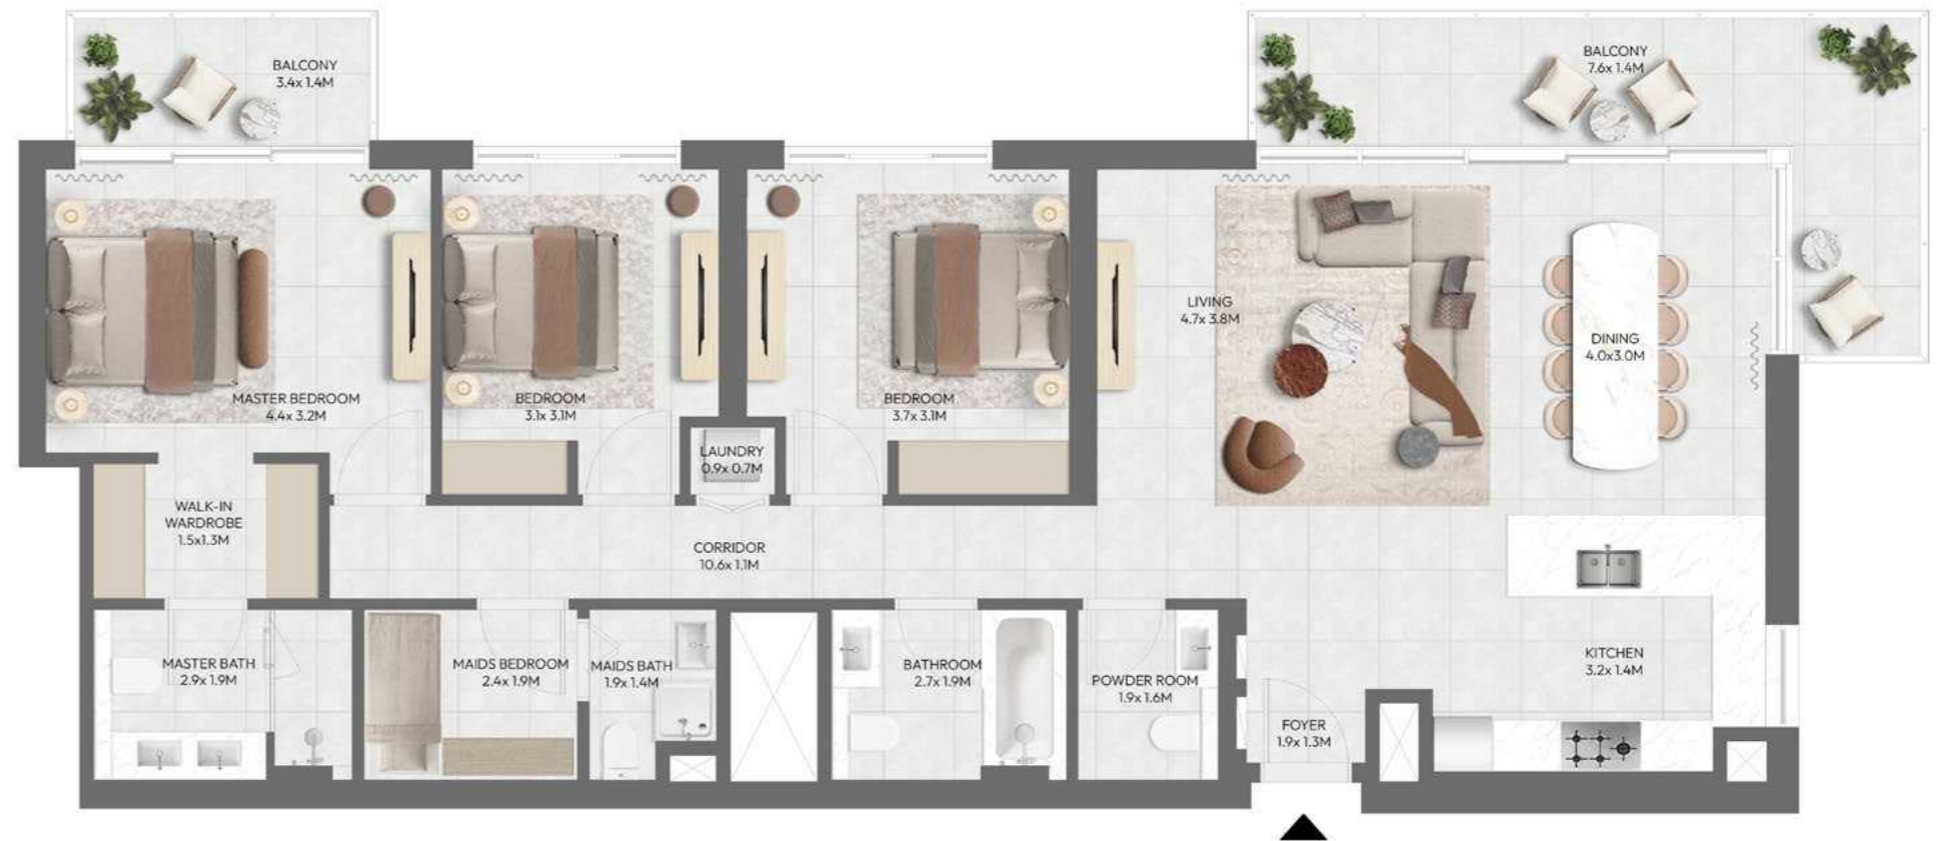 BALCONY
3.4x 1.4M
BALCONY
7.6x 1.4M
MASTER BEDROOM
4.4x 3.2M
BEDROOM
3.1x 3.1M
BEDROOM
3.7x 3.1M
LIVING
4.7x 3.8M
DINING
4.0x3.0M
LAUNDRY
0.9x 0.7M
WALK-IN
WARDROBE
1.5x1.3M
CORRIDOR
10.6x 1.1M
MASTER BATH
2.9x 1.9M
MAIDS BEDROOM
2.4x 1.9M
MAIDS BATH
1.9x 1.4M
BATHROOM
2.7x 1.9M
POWDER ROOM
1.9x 1.6M
FOYER
1.9x 1.3M
KITCHEN
3.2x 1.4M